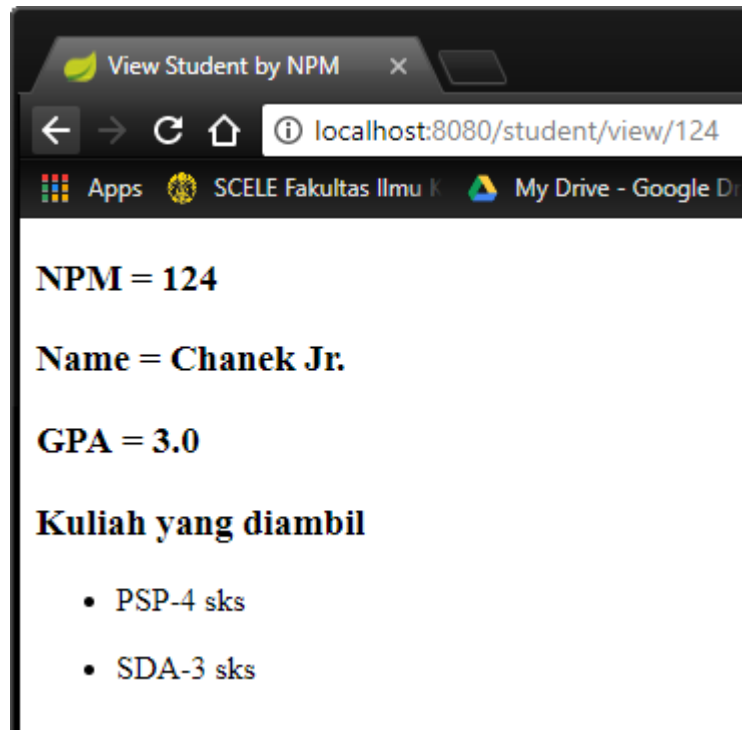 View Student by NPM
localhost:8080/student/view/124
Apps SCELE Fakultas Ilmu My Drive - Google
NPM = 124
Name = Chanek Jr.
GPA = 3.0
Kuliah yang diambil
PSP-4 sks
SDA-3 sks